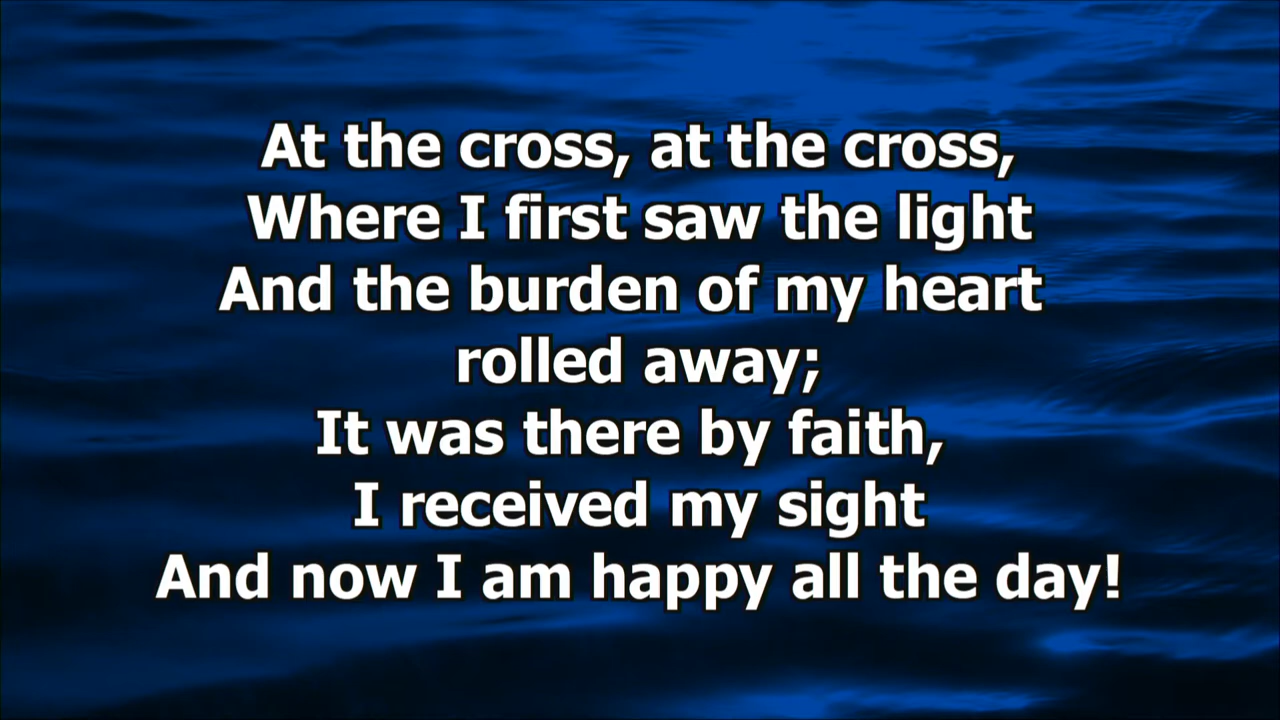 At the cross, at the cross,
Where I first saw the light
And the burden of my heart
rolled away;
It was there by faith,
I received my sight
And now I am happy all the day!